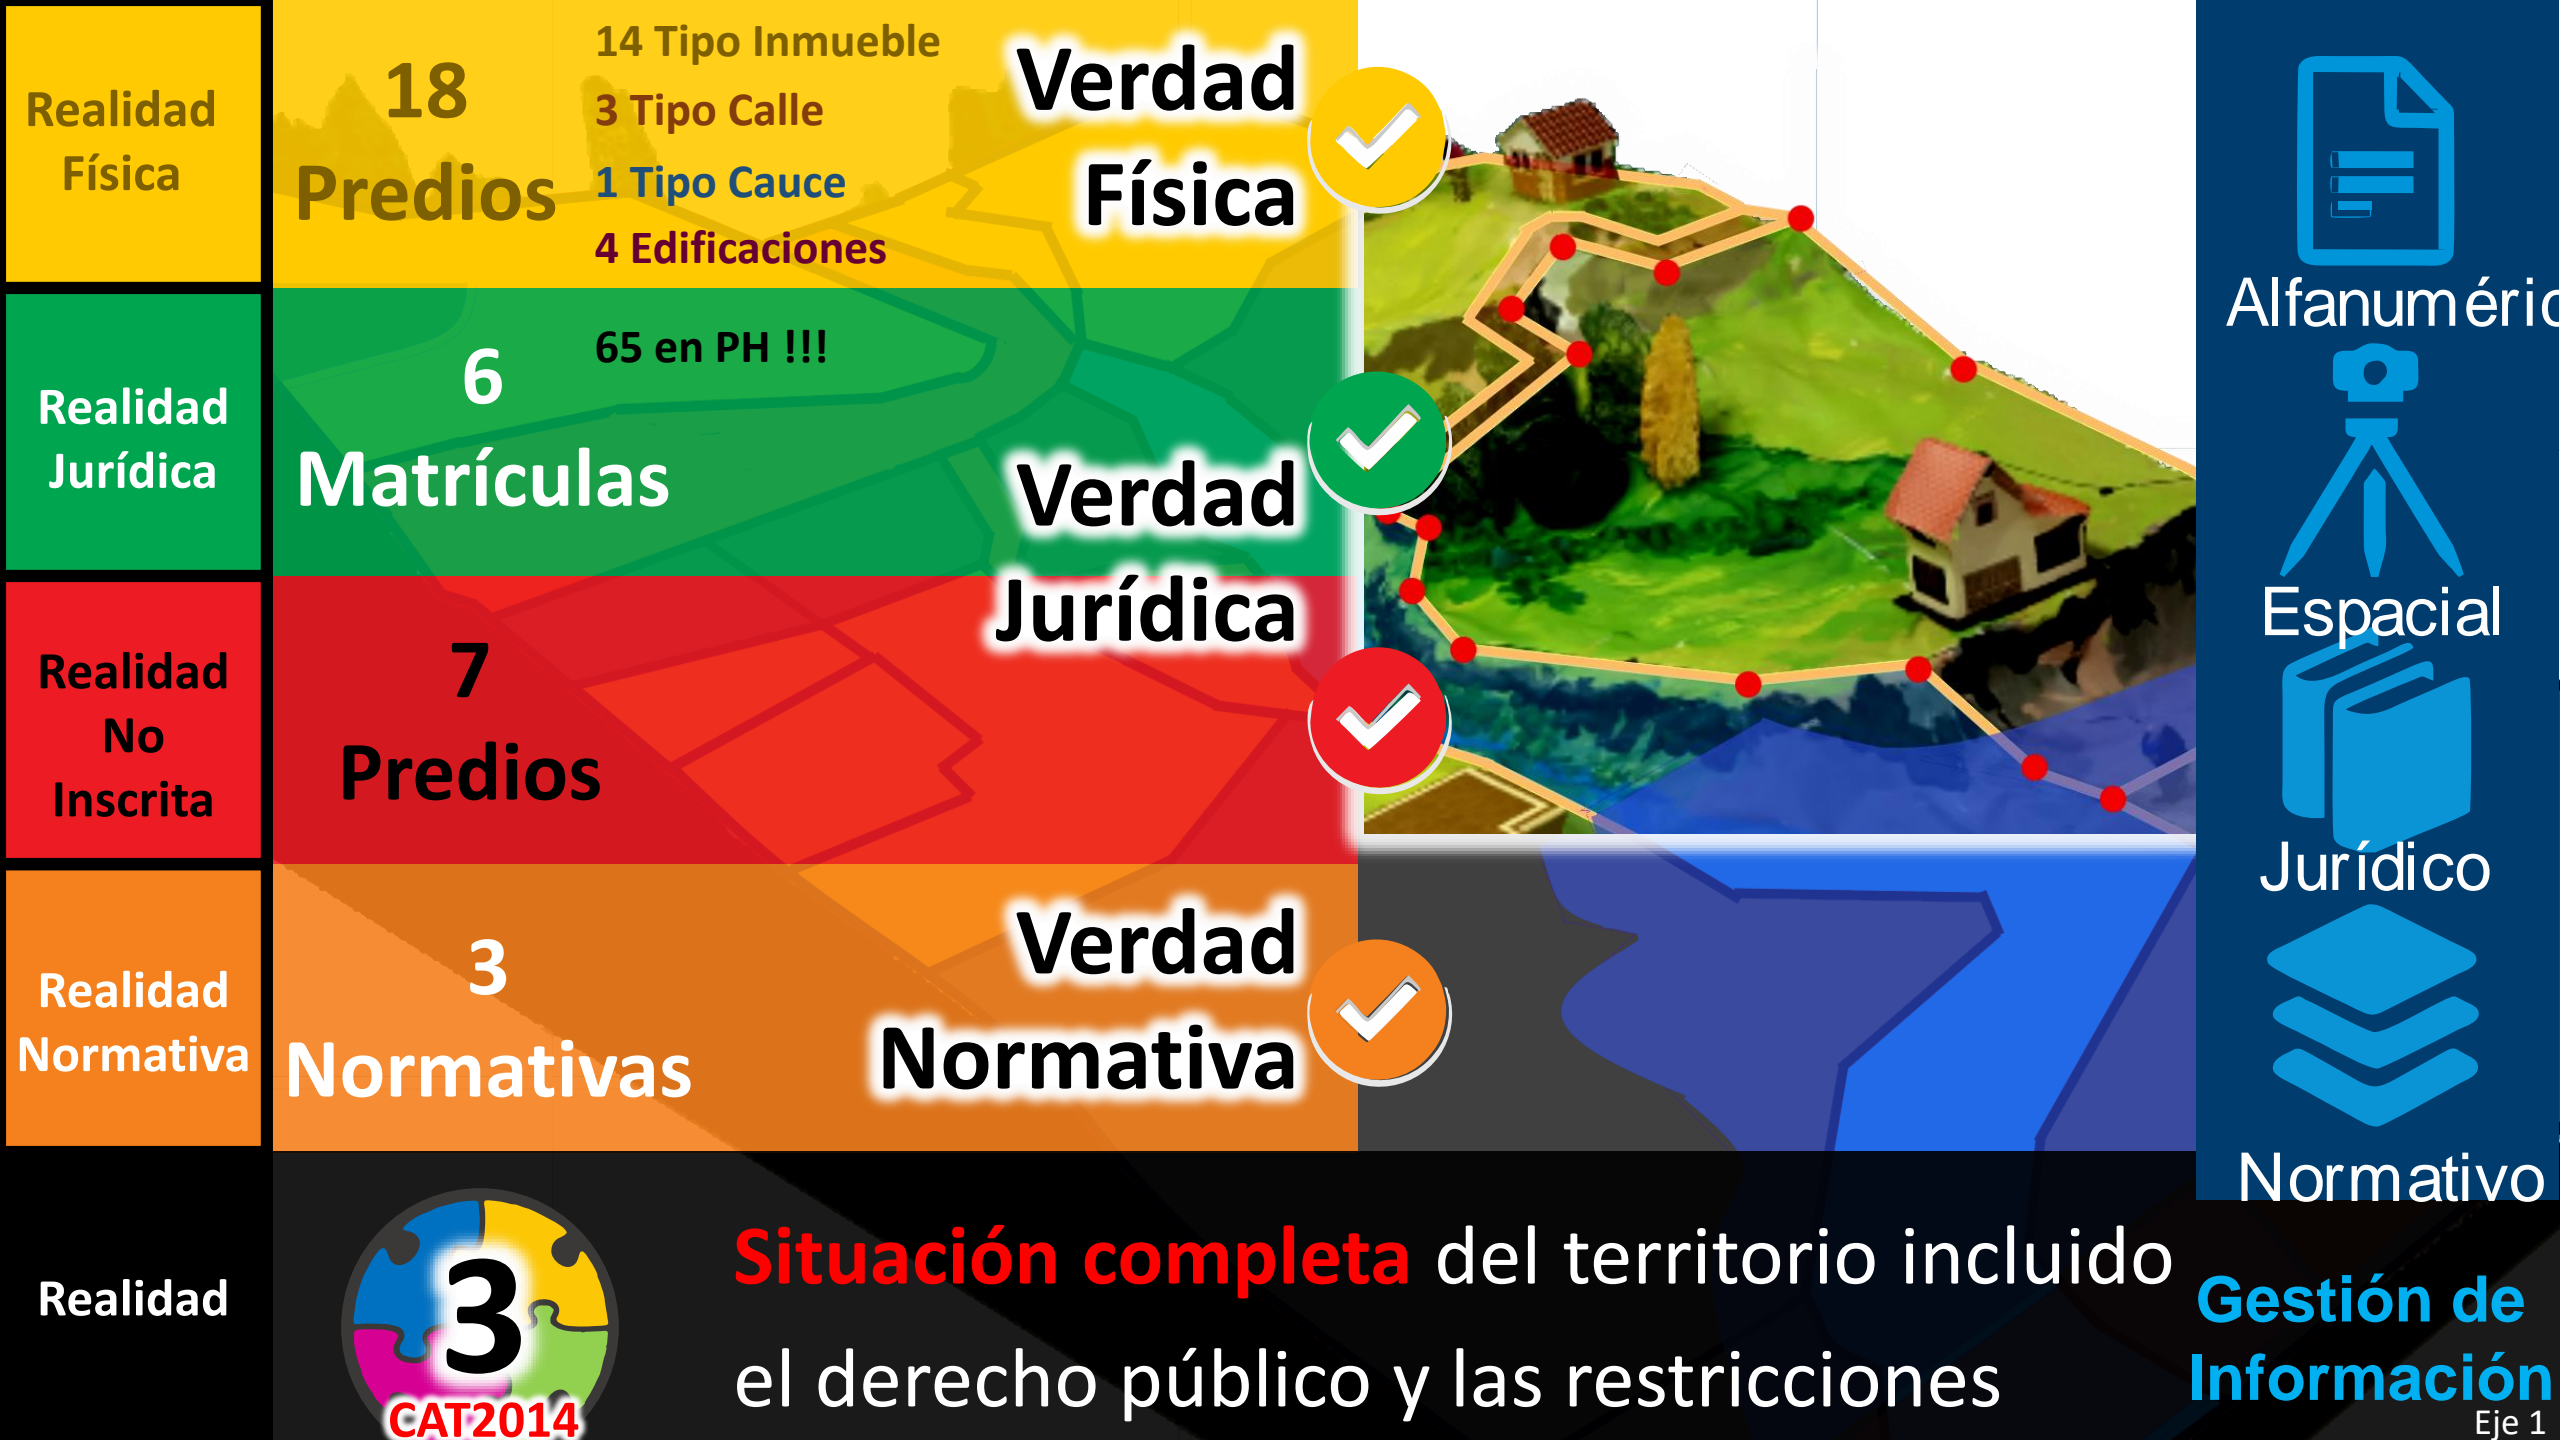 Realidad
Física
18
Predios
14 Tipo Inmueble
3 Tipo Calle
1 Tipo Cauce
4 Edificaciones
Verdad
Física
Realidad
Jurídica
6
Matrículas
65 en PH !!!
Verdad
Jurídica
Realidad
No
Inscrita
7
Predios
Realidad
Normativa
3
Normativas
Verdad
Normativa
Realidad
3
CAT2014
Situación completa del territorio incluido
el derecho público y las restricciones
Alfanuméric
Espacial
Jurídico
Normativo
Gestión de
Información
Eje 1